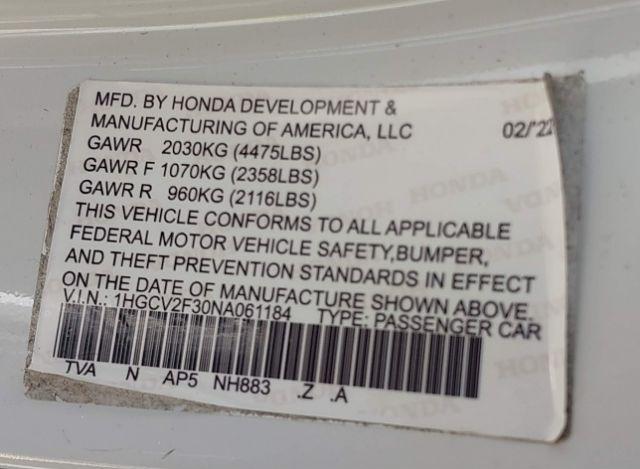 MFD. BY HONDA DEVELOPMENT &
MANUFACTURING OF AMERICA, LLC 02/'22
GAWR 2030KG (4475LBS)
GAWR F 1070KG (2358LBS)
GAWR R 960KG (2116LBS)
THIS VEHICLE CONFORMS TO ALL APPLICABLE
FEDERAL MOTOR VEHICLE SAFETY,BUMPER,
AND THEFT PREVENTION STANDARDS IN EFFECT
ON THE DATE OF MANUFACTURE SHOWN ABOVE.
V.I.N.: 1HGCV2F30NA061184 TYPE: PASSENGER CAR
TVA N AP5 NH883 .Z .A